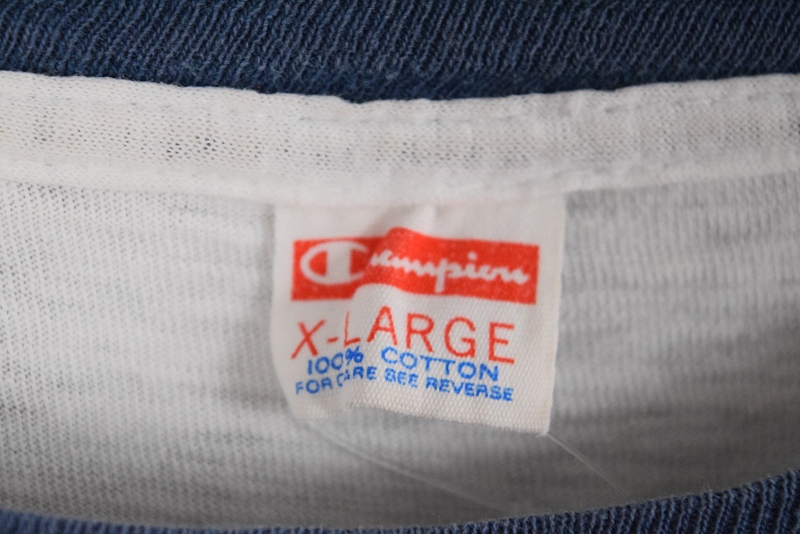 Champion
X-LARGE
100% COTTON
FOR CARE SEE REVERSE